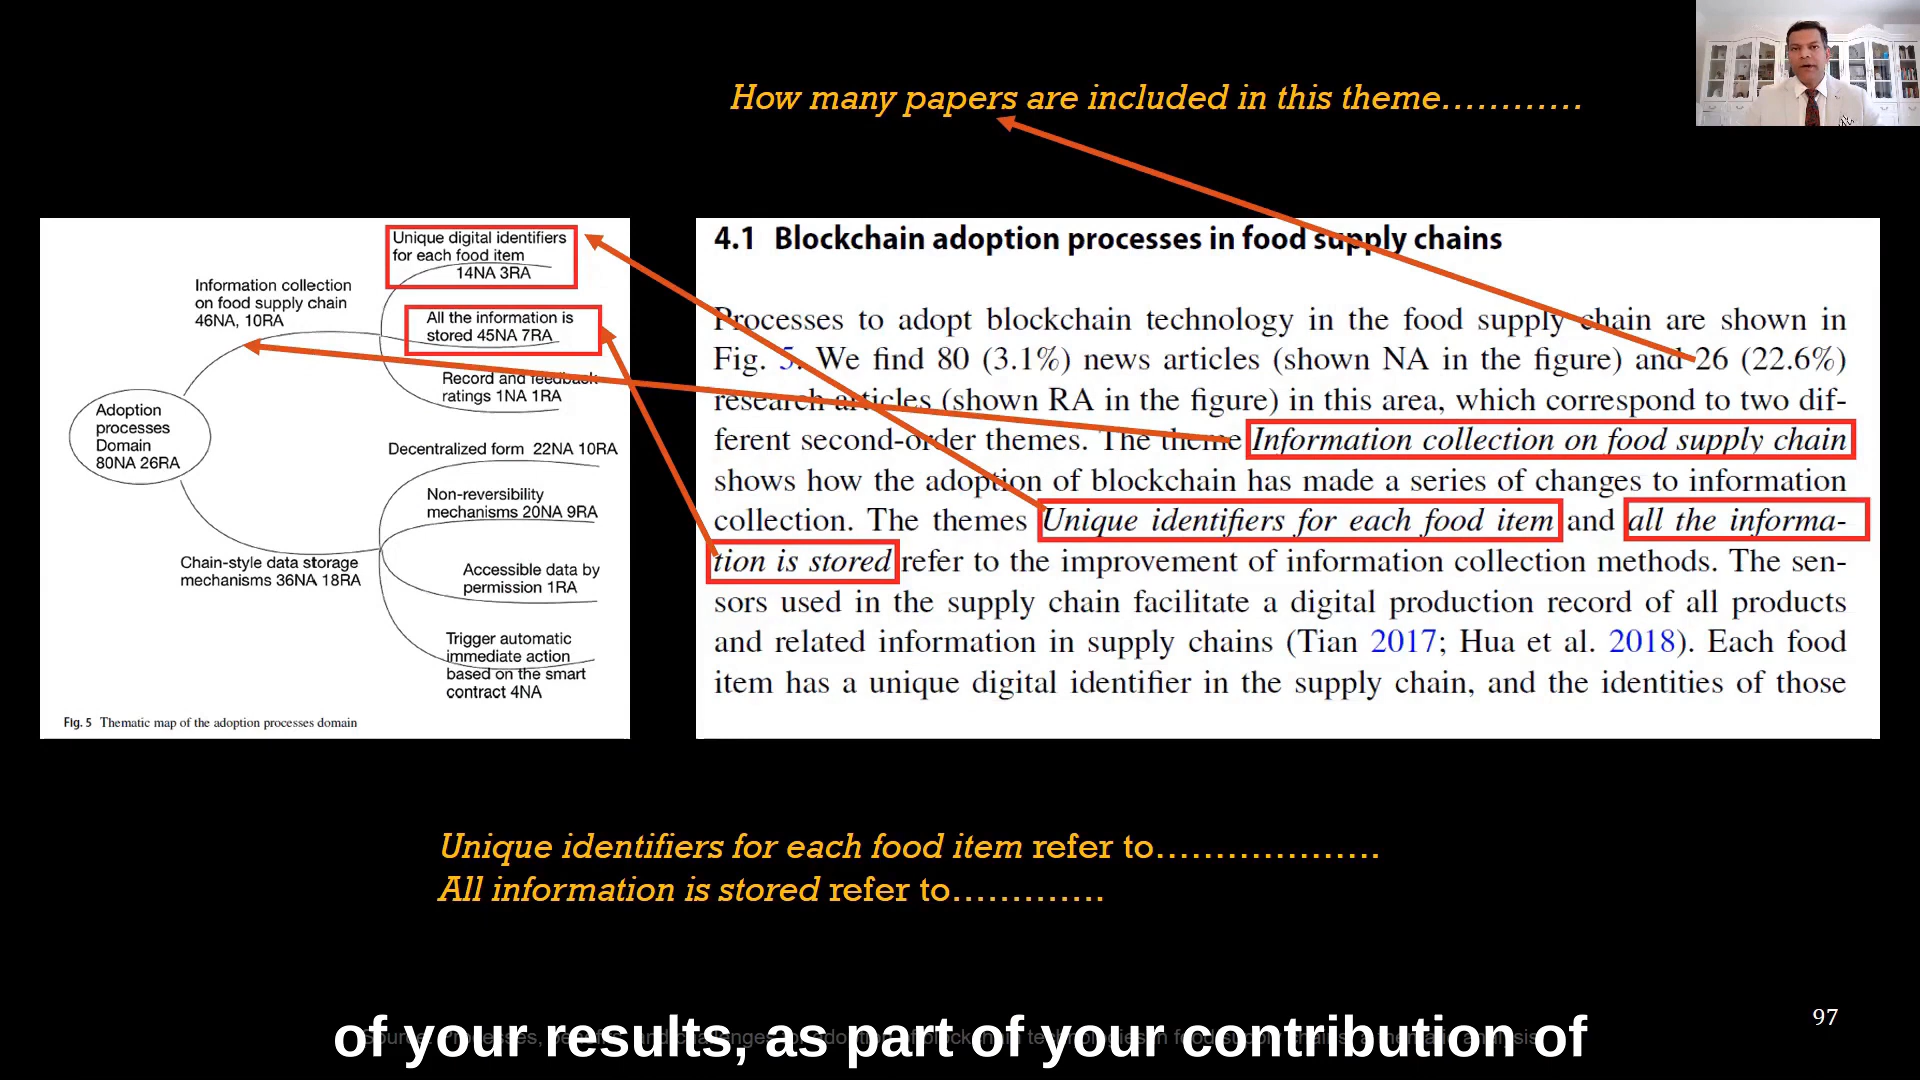 How many papers are included in this theme…………
Unique digital identifiers
for each food item
14NA 3RA
Information collection
on food supply chain
46NA, 10RA
All the information is
stored 45NA 7RA
Record and feedback
ratings 1NA 1RA
Adoption
processes
Domain
80NA 26RA
Decentralized form 22NA 10RA
Non-reversibility
mechanisms 20NA 9RA
Chain-style data storage
mechanisms 36NA 18RA
Accessible data by
permission 1RA
Trigger automatic
immediate action
based on the smart
contract 4NA
Fig. 5 Thematic map of the adoption processes domain
4.1 Blockchain adoption processes in food supply chains
Processes to adopt blockchain technology in the food supply chain are shown in
Fig. 5. We find 80 (3.1%) news articles (shown NA in the figure) and 26 (22.6%)
research articles (shown RA in the figure) in this area, which correspond to two dif-
ferent second-order themes. The theme Information collection on food supply chain
shows how the adoption of blockchain has made a series of changes to information
collection. The themes Unique identifiers for each food item and all the informa-
tion is stored refer to the improvement of information collection methods. The sen-
sors used in the supply chain facilitate a digital production record of all products
and related information in supply chains (Tian 2017; Hua et al. 2018). Each food
item has a unique digital identifier in the supply chain, and the identities of those
Unique identifiers for each food item refer to……………….
All information is stored refer to………….
97
of your results, as part of your contribution of